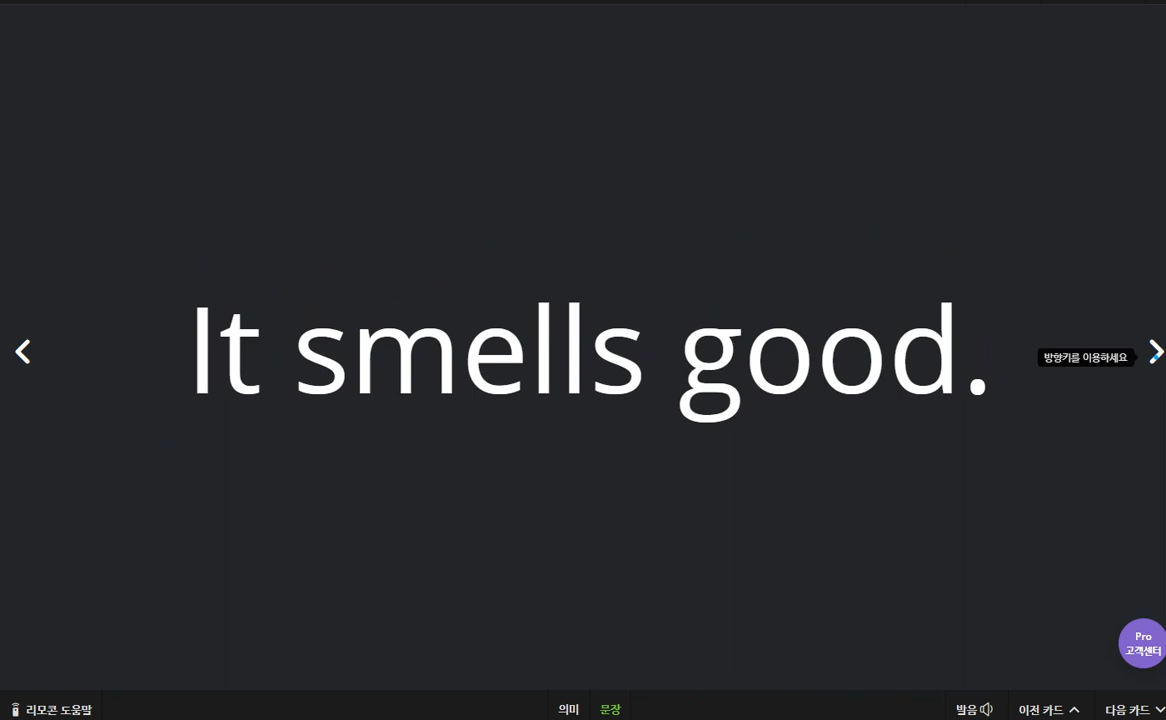 It smells good.
방향키를 이용하세요
Pro
고객센터
리모콘 도움말
의미
문장
발음
이전 카드
다음 카드